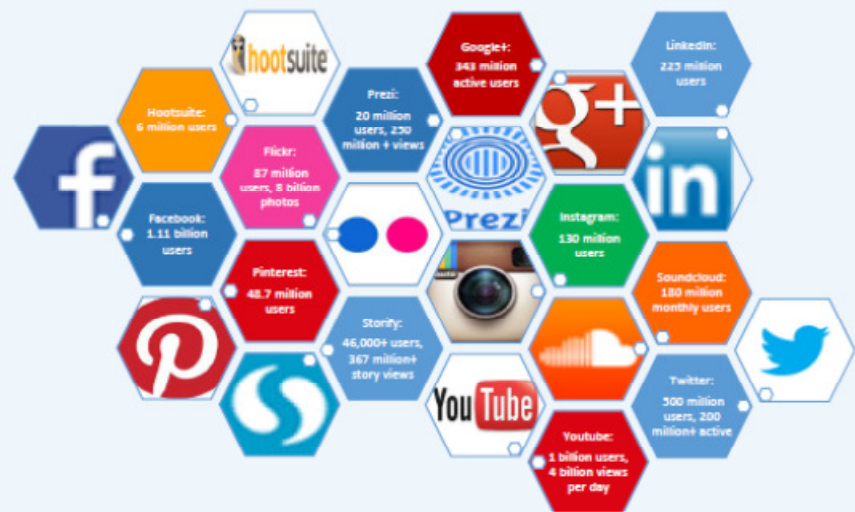 hootsuite
Google+:
343 million
active users
LinkedIn:
225 million
users
Hootsuite:
6 million users
Prezi:
20 million
users, 250
million + views
g+
f
Flickr:
87 million
users, 8 billion
photos
Prezi
in
Facebook:
1.11 billion
users
Instagram:
130 million
users
Pinterest:
48.7 million
users
Soundcloud:
180 million
monthly users
Storify:
46,000+ users,
367 million+
story views
You Tube
Twitter:
500 million
users, 200
million+ active
Youtube:
1 billion users,
4 billion views
per day